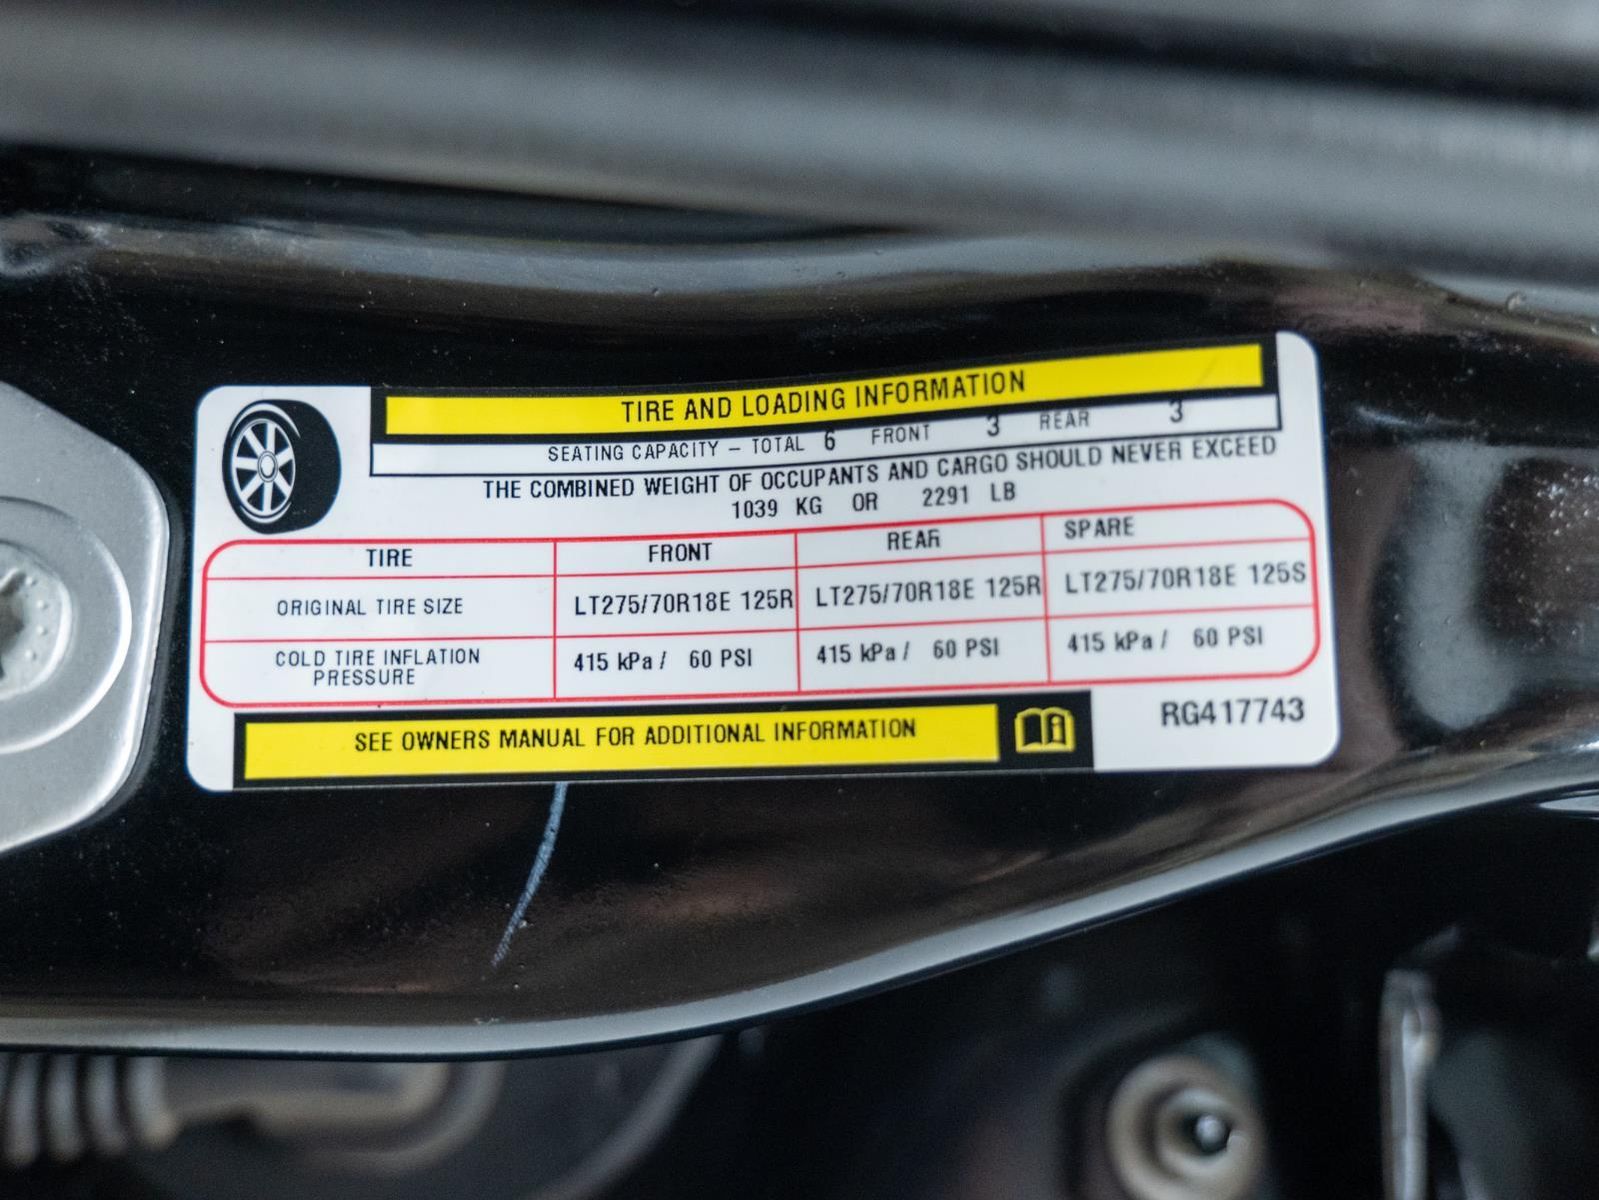 TIRE AND LOADING INFORMATION
SEATING CAPACITY – TOTAL 6 FRONT 3 REAR 3
THE COMBINED WEIGHT OF OCCUPANTS AND CARGO SHOULD NEVER EXCEED
1039 KG OR 2291 LB
TIRE FRONT REAR SPARE
ORIGINAL TIRE SIZE LT275/70R18E 125R LT275/70R18E 125R LT275/70R18E 125S
COLD TIRE INFLATION PRESSURE 415 kPa / 60 PSI 415 kPa / 60 PSI 415 kPa / 60 PSI
SEE OWNERS MANUAL FOR ADDITIONAL INFORMATION
RG417743